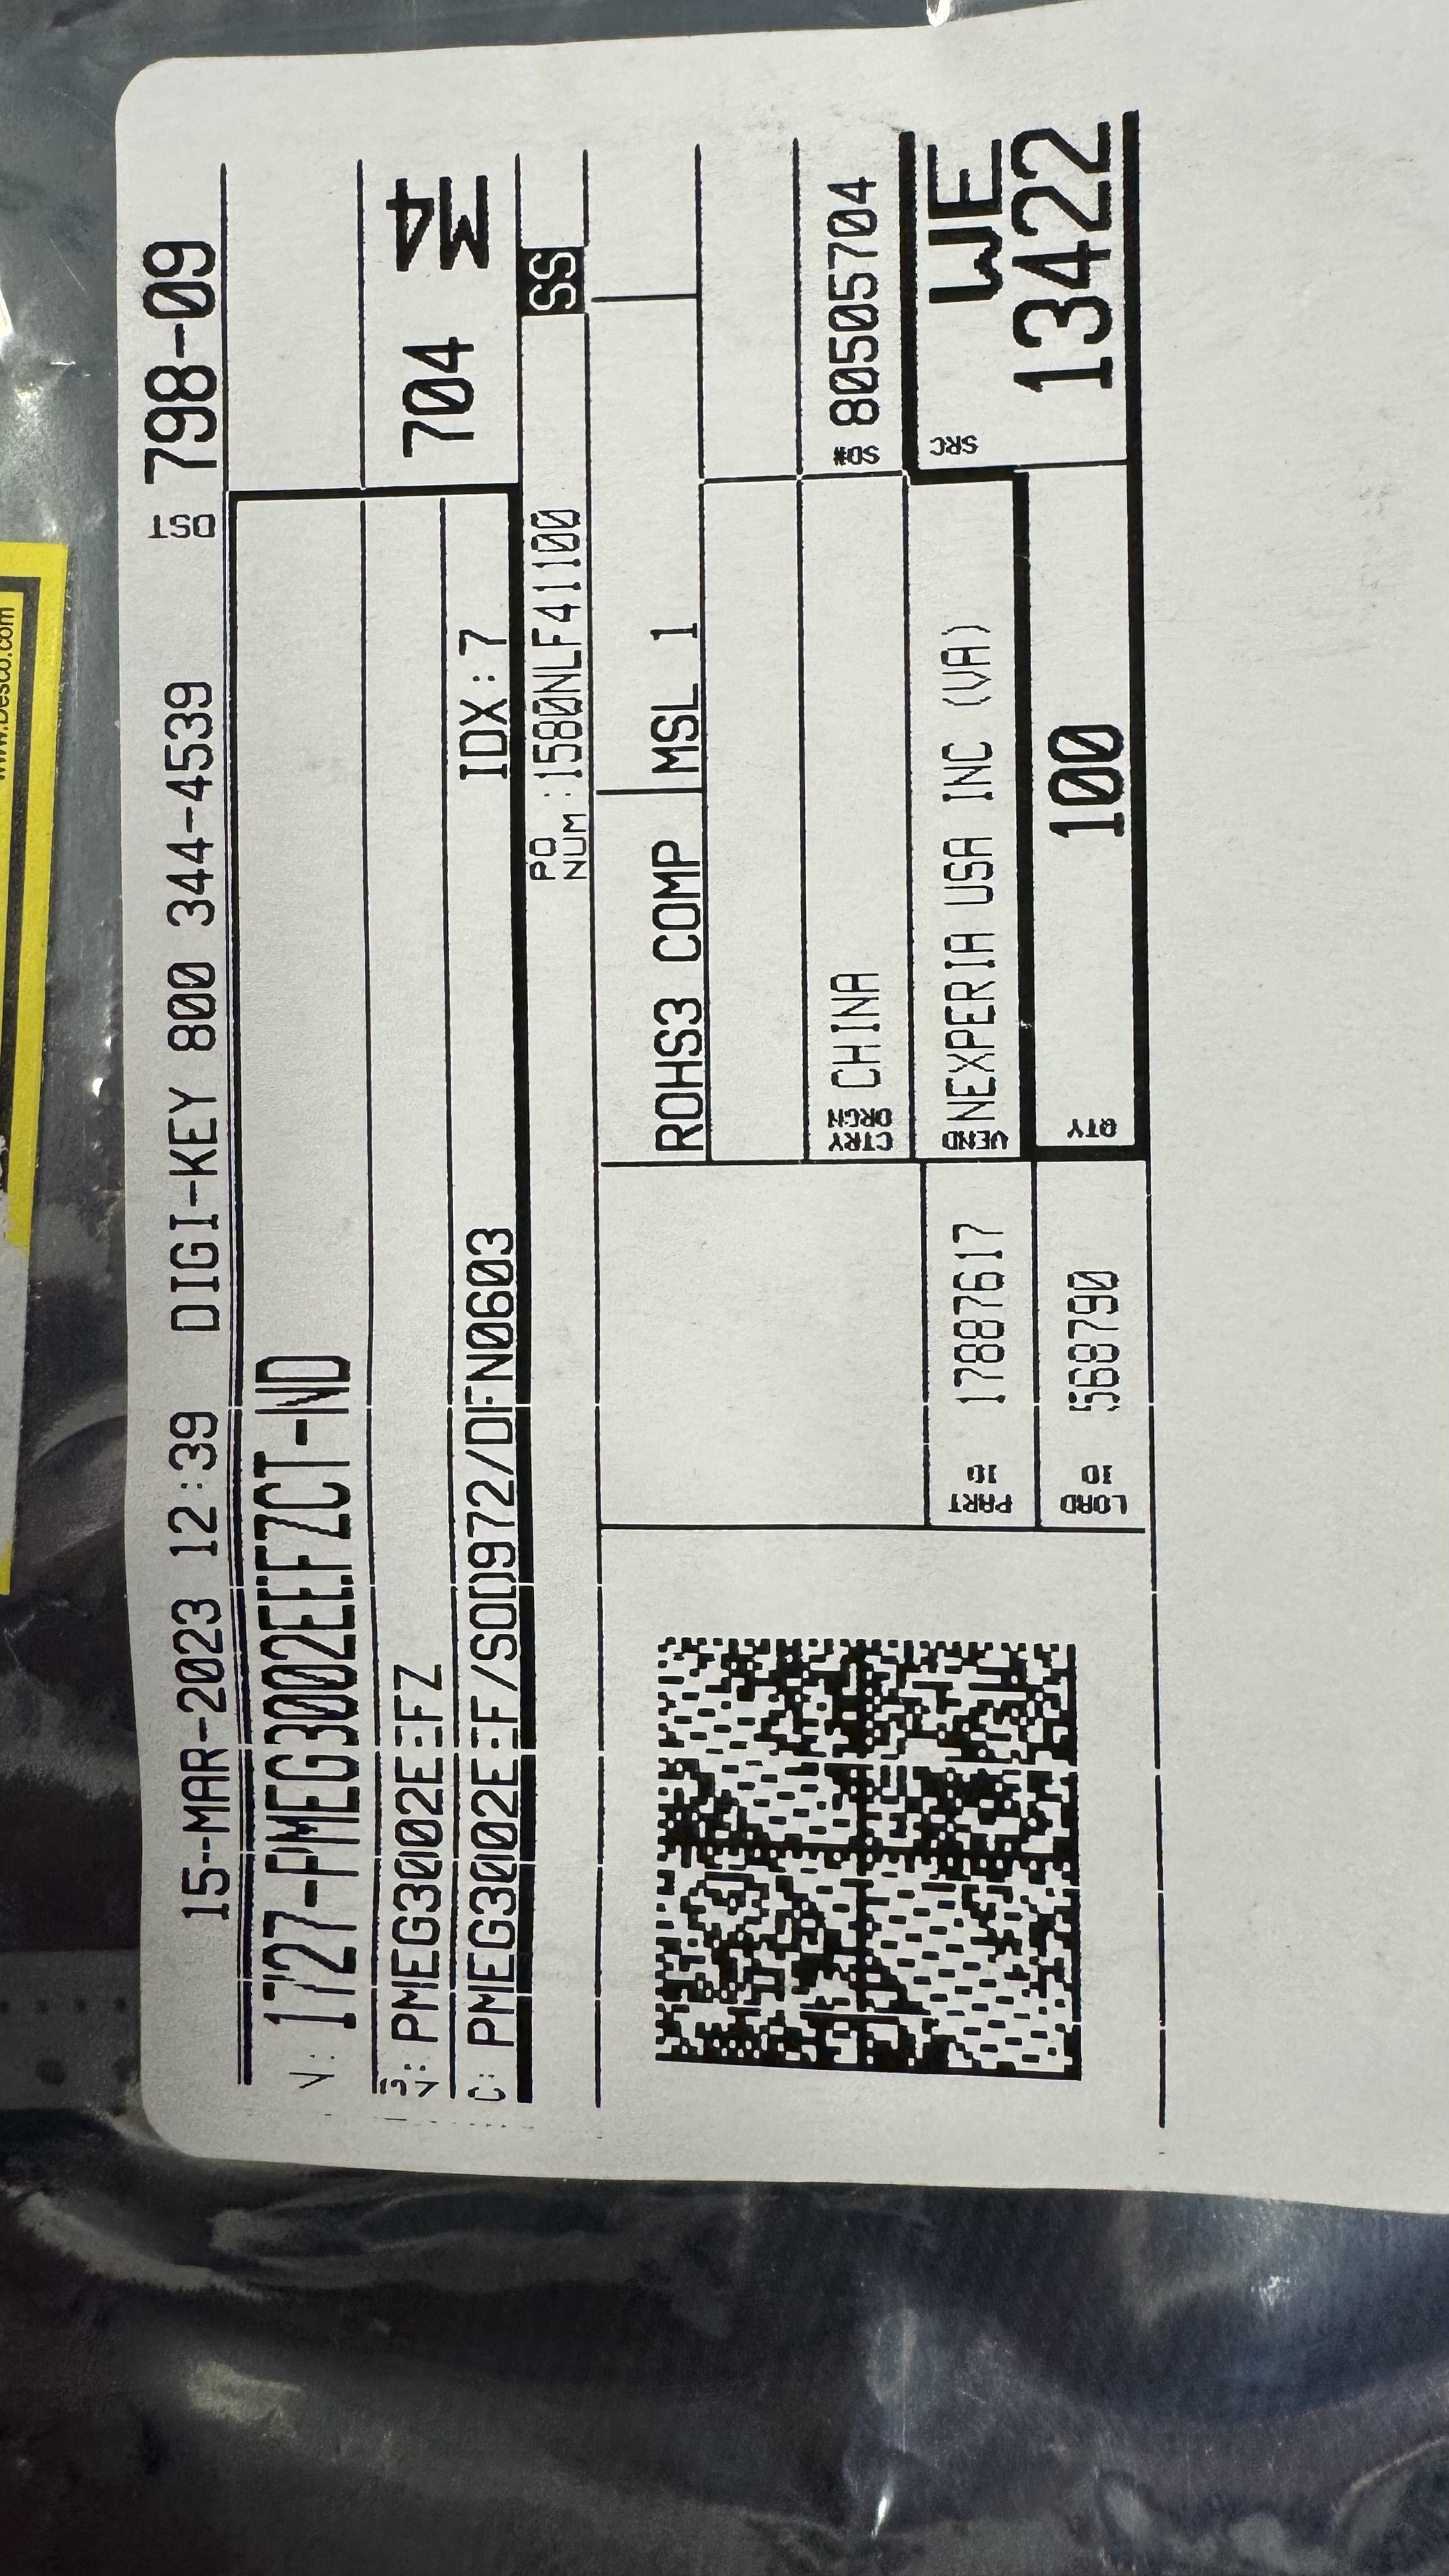 15-MAR-2023 12:39 DIGI-KEY 800 344-4539 DST 798-09
V: 1727-PMEG3002EEFZCT-ND
V: PMEG3002EEFZ 704 M4
C: PMEG3002EEF/SOD972/DFN0603 IDX:7
PO NUM: 1580NLF41100 SS
ROHS3 COMP MSL 1
CTRY ORGN CHINA SO# 80505704
PART ID 17887617 VEND NEXPERIA USA INC (VA) SRC WE
LOAD ID 568790 QTY 100 13422
www.Desco.com